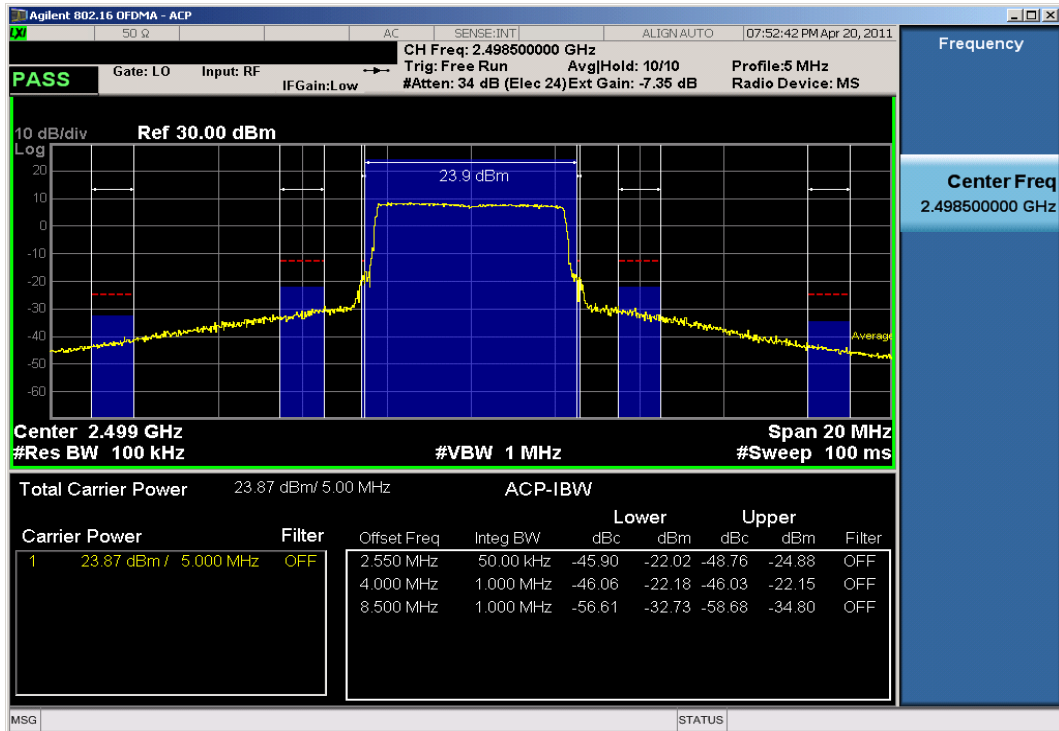 Agilent 802.16 OFDMA - ACP
LXI 50 Ω AC SENSE:INT ALIGN AUTO 07:52:42 PM Apr 20, 2011
CH Freq: 2.498500000 GHz
PASS Gate: LO Input: RF Trig: Free Run Avg|Hold: 10/10 Profile:5 MHz
IFGain:Low #Atten: 34 dB (Elec 24) Ext Gain: -7.35 dB Radio Device: MS
Frequency
Center Freq
2.498500000 GHz
10 dB/div Ref 30.00 dBm
Log
20
10
0
-10
-20
-30
-40
-50
-60
23.9 dBm
Average
Center 2.499 GHz Span 20 MHz
#Res BW 100 kHz #VBW 1 MHz #Sweep 100 ms
Total Carrier Power 23.87 dBm/ 5.00 MHz ACP-IBW
Lower Upper
Carrier Power Filter Offset Freq Integ BW dBc dBm dBc dBm Filter
1 23.87 dBm / 5.000 MHz OFF 2.550 MHz 50.00 kHz -45.90 -22.02 -48.76 -24.88 OFF
4.000 MHz 1.000 MHz -46.06 -22.18 -46.03 -22.15 OFF
8.500 MHz 1.000 MHz -56.61 -32.73 -58.68 -34.80 OFF
MSG STATUS